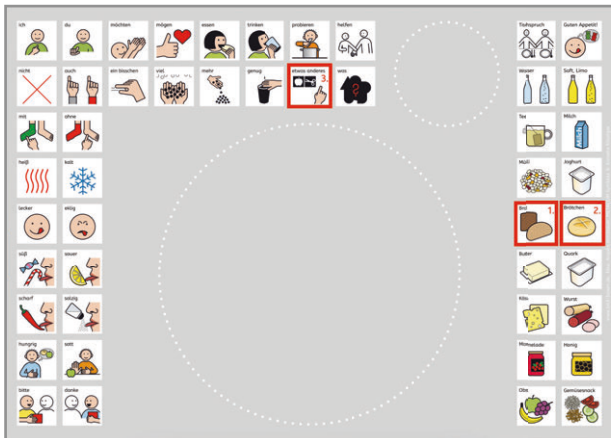 ich du möchten mögen essen trinken probieren helfen
nicht auch ein bisschen viel mehr genug etwas anderes 3. was ?
mit ohne
heiß kalt
lecker eklig
süß sauer
scharf salzig
hungrig satt
bitte danke
Tischspruch Guten Appetit!
Wasser Saft, Limo
Tee Milch
Müsli Joghurt
Brot 1. Brötchen 2.
Butter Quark
Käse Wurst
Marmelade Honig
Obst Gemüsesnack